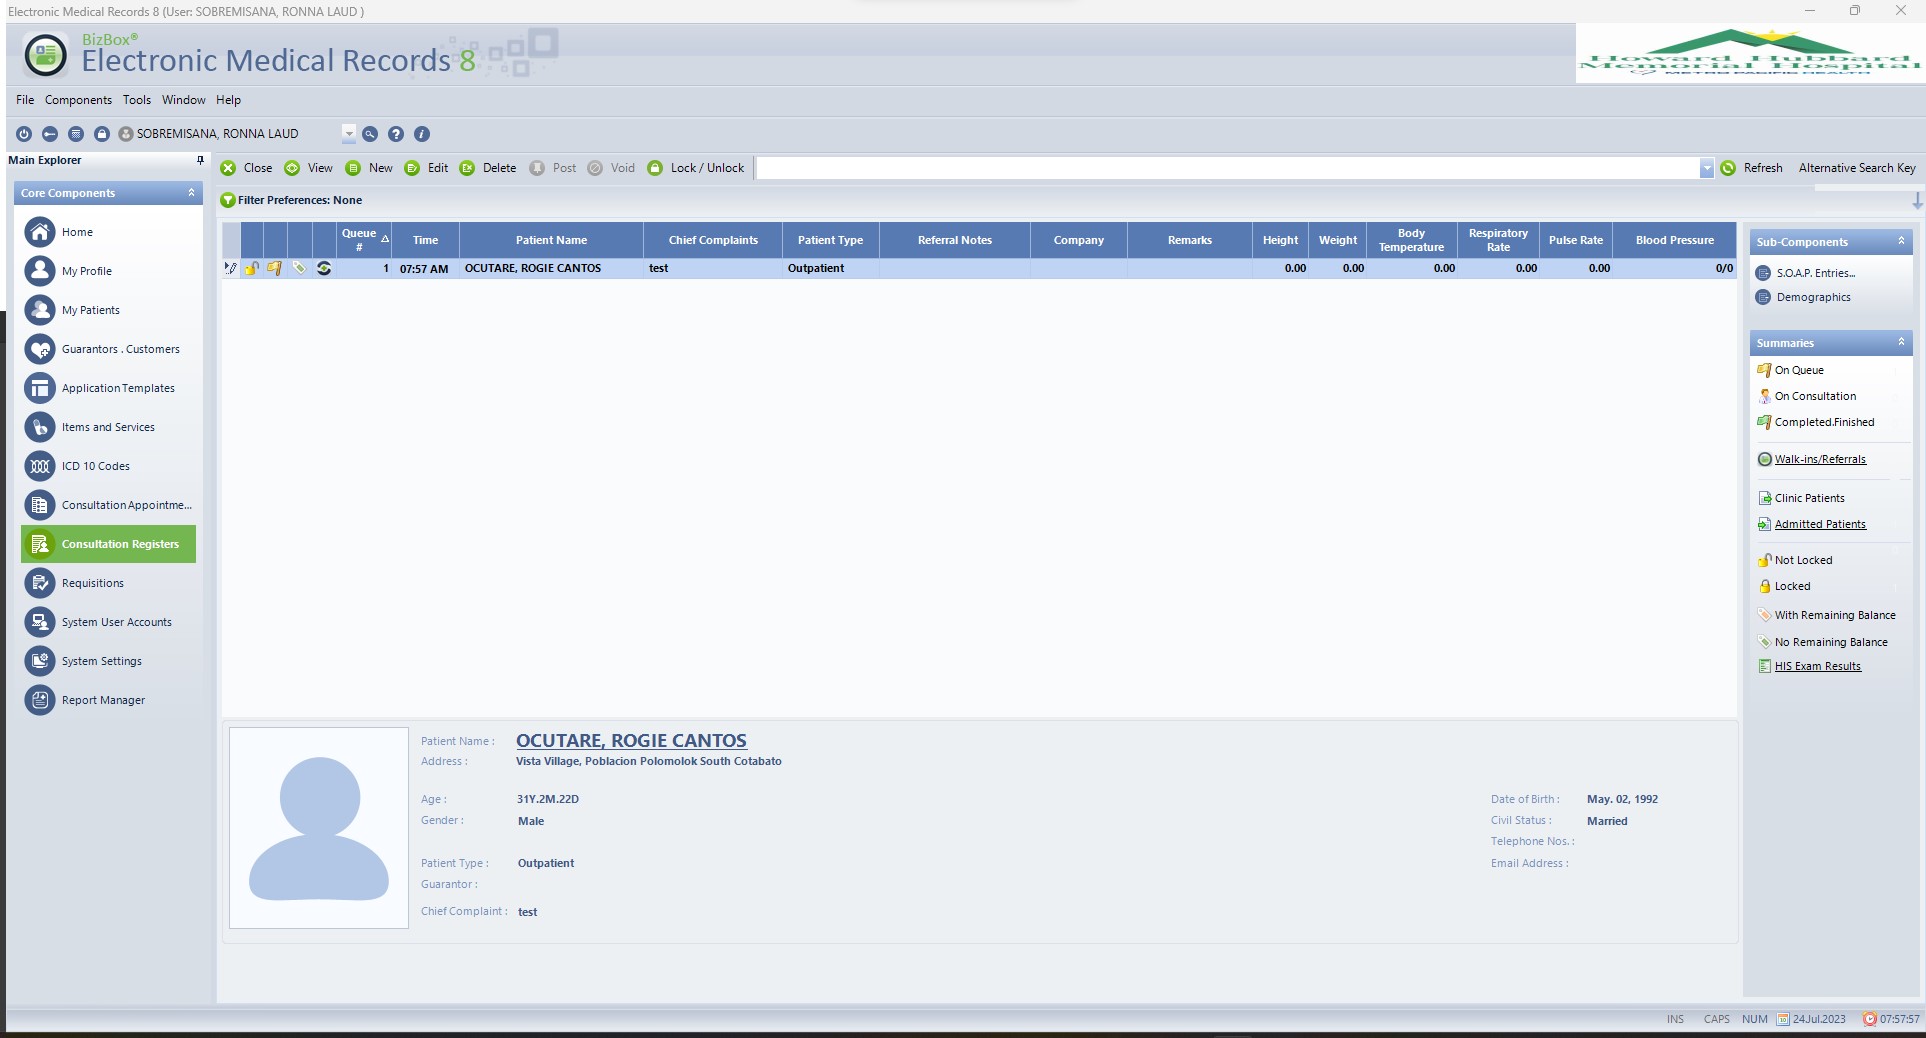 Electronic Medical Records 8 (User: SOBREMISANA, RONNA LAUD )
BizBox®
Electronic Medical Records 8
Howard Hubbard
Memorial Hospital
METRO PACIFIC HEALTH
File Components Tools Window Help
SOBREMISANA, RONNA LAUD
Main Explorer
Close View New Edit Delete Post Void Lock / Unlock Refresh Alternative Search Key
Core Components
Filter Preferences: None
Home
My Profile
My Patients
Guarantors . Customers
Application Templates
Items and Services
ICD 10 Codes
Consultation Appointme...
Consultation Registers
Requisitions
System User Accounts
System Settings
Report Manager
Queue # Time Patient Name Chief Complaints Patient Type Referral Notes Company Remarks Height Weight Body Temperature Respiratory Rate Pulse Rate Blood Pressure
1 07:57 AM OCUTARE, ROGIE CANTOS test Outpatient 0.00 0.00 0.00 0.00 0.00 0/0
Sub-Components
S.O.A.P. Entries...
Demographics
Summaries
On Queue
On Consultation
Completed.Finished
Walk-ins/Referrals
Clinic Patients
Admitted Patients
Not Locked
Locked
With Remaining Balance
No Remaining Balance
HIS Exam Results
Patient Name : OCUTARE, ROGIE CANTOS
Address : Vista Village, Poblacion Polomolok South Cotabato
Age : 31Y.2M.22D Date of Birth : May. 02, 1992
Gender : Male Civil Status : Married
Telephone Nos. :
Patient Type : Outpatient Email Address :
Guarantor :
Chief Complaint : test
INS CAPS NUM 24Jul.2023 07:57:57